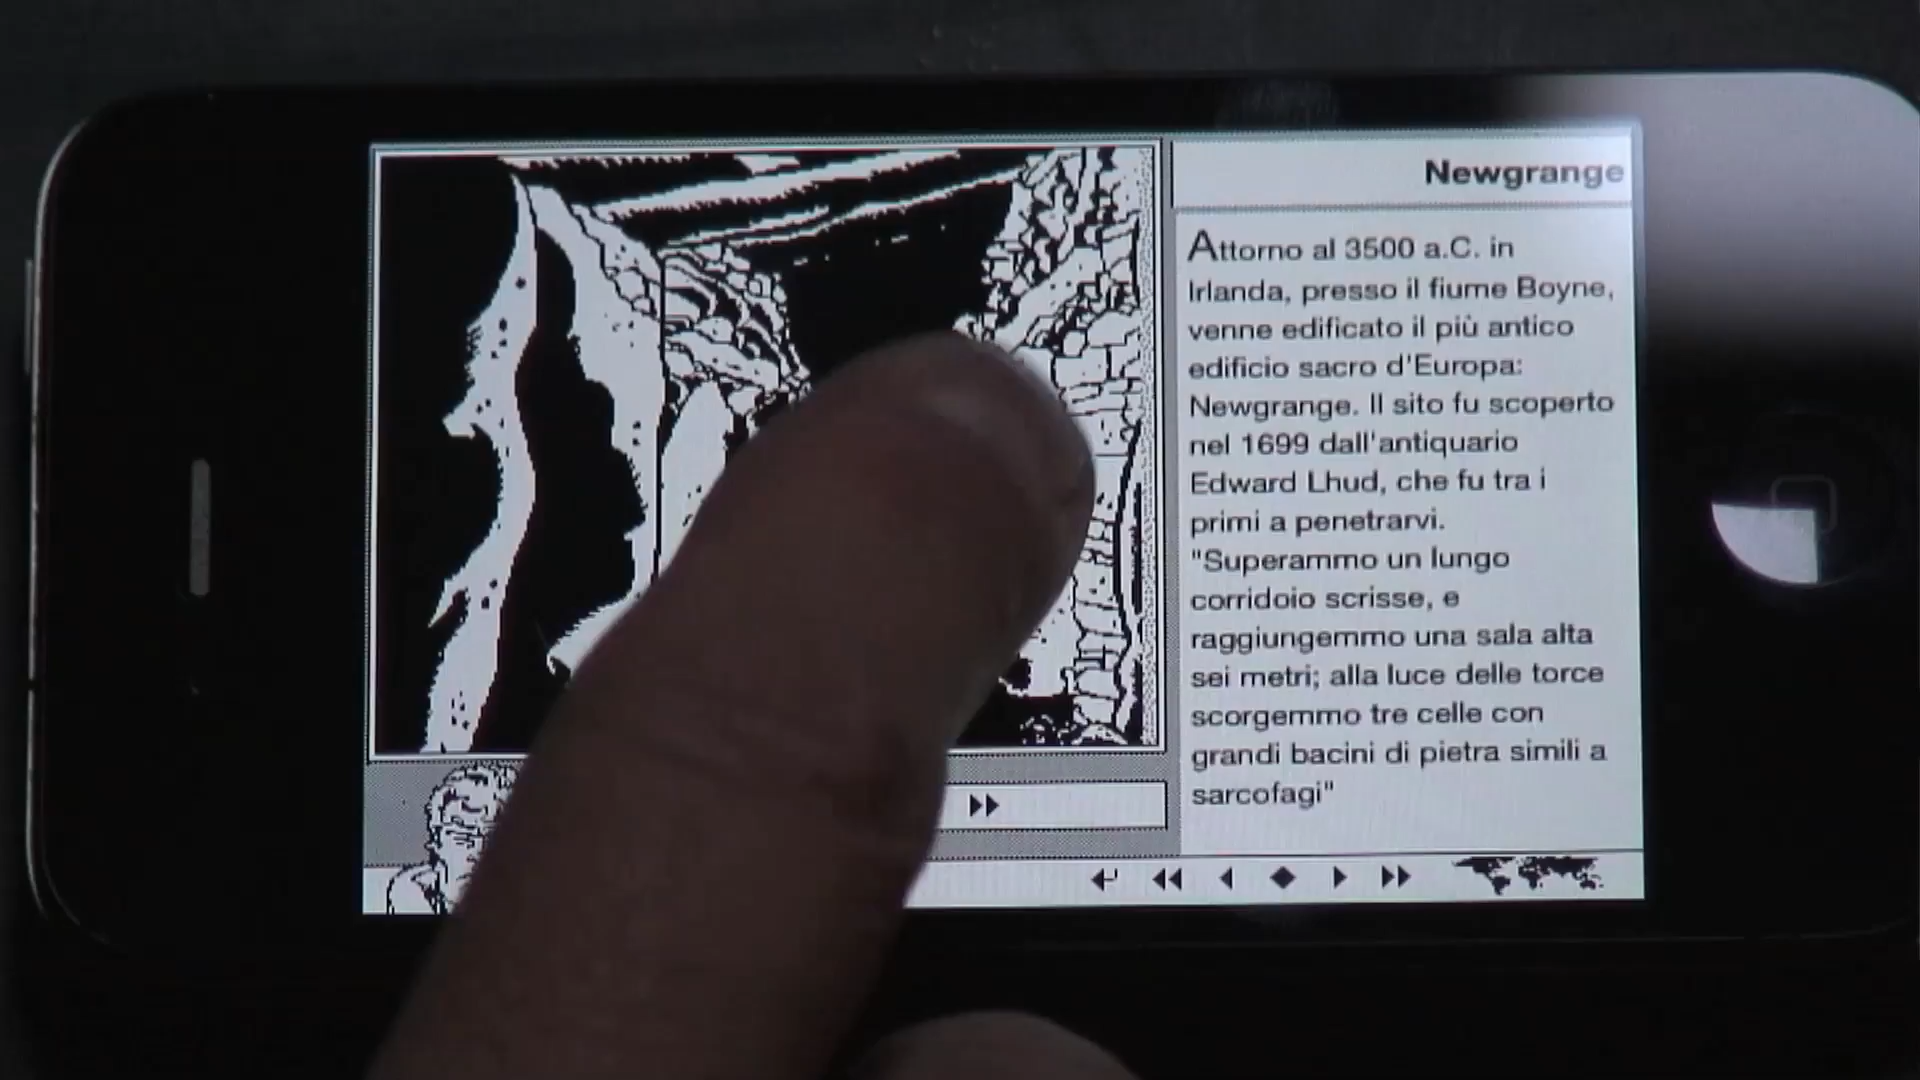 Newgrange
Attorno al 3500 a.C. in
Irlanda, presso il fiume Boyne,
venne edificato il più antico
edificio sacro d'Europa:
Newgrange. Il sito fu scoperto
nel 1699 dall'antiquario
Edward Lhud, che fu tra i
primi a penetrarvi.
"Superammo un lungo
corridoio scrisse, e
raggiungemmo una sala alta
sei metri; alla luce delle torce
scorgemmo tre celle con
grandi bacini di pietra simili a
sarcofagi"